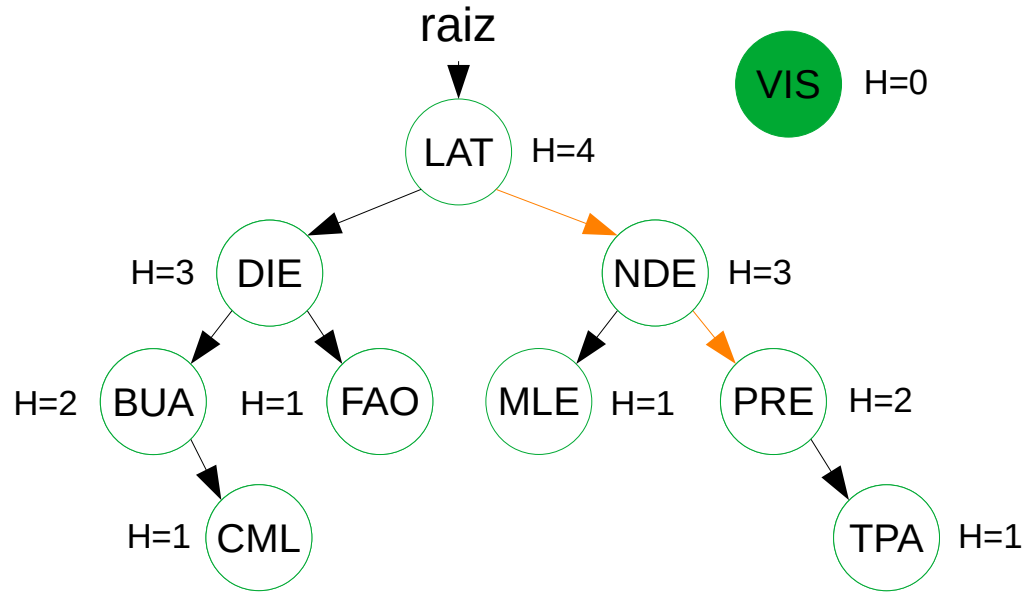 raiz
VIS H=0
LAT H=4
H=3 DIE NDE H=3
H=2 BUA H=1 FAO MLE H=1 PRE H=2
H=1 CML TPA H=1